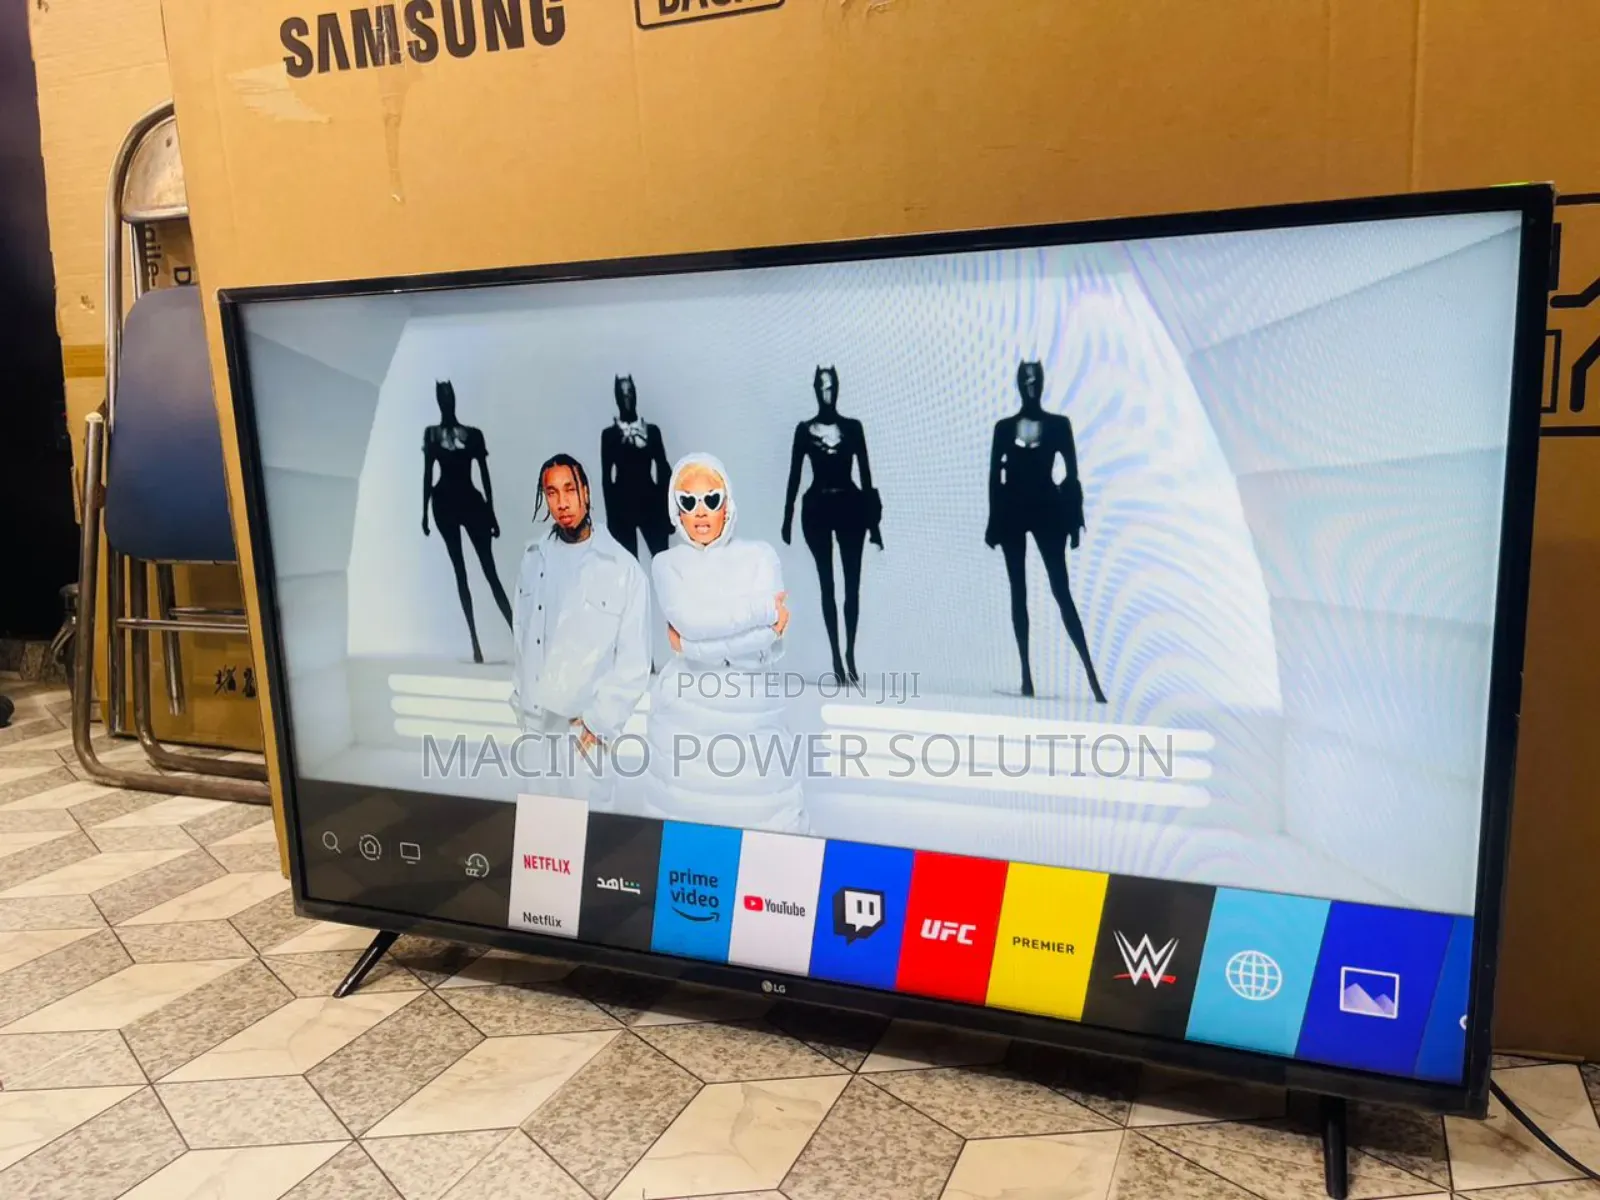 SAMSUNG
POSTED ON JIJI
MACINO POWER SOLUTION
NETFLIX
Netflix
شاهد
prime
video
YouTube
UFC
PREMIER
W
LG